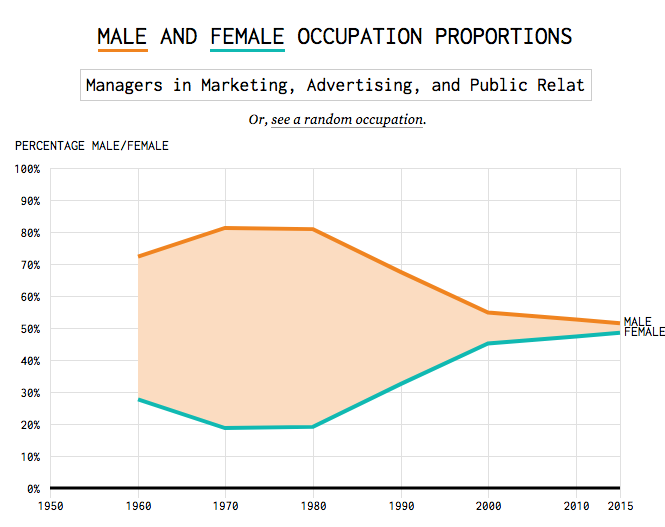 MALE AND FEMALE OCCUPATION PROPORTIONS
Managers in Marketing, Advertising, and Public Relat
Or, see a random occupation.
PERCENTAGE MALE/FEMALE
100%
90%
80%
70%
60%
50%
40%
30%
20%
10%
0%
MALE
FEMALE
1950 1960 1970 1980 1990 2000 2010 2015